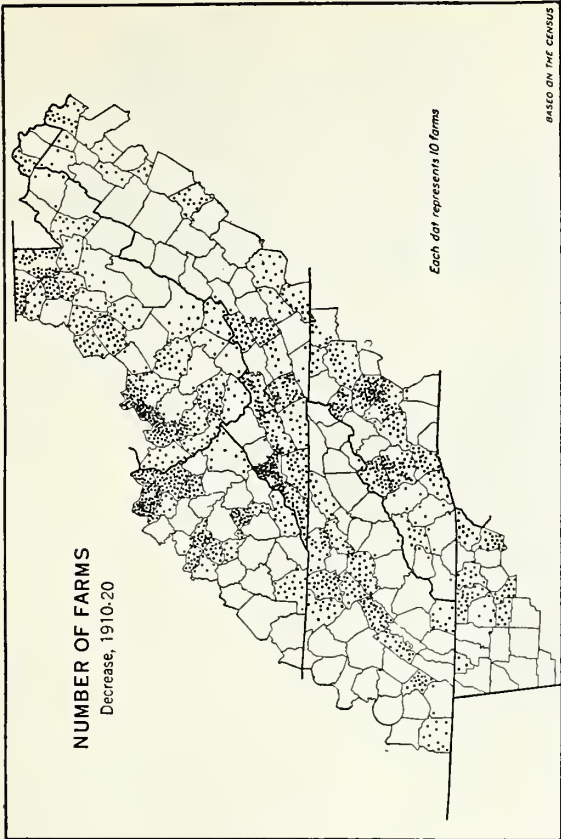 NUMBER OF FARMS
Decrease, 1910-20
Each dot represents 10 farms
BASED ON THE CENSUS